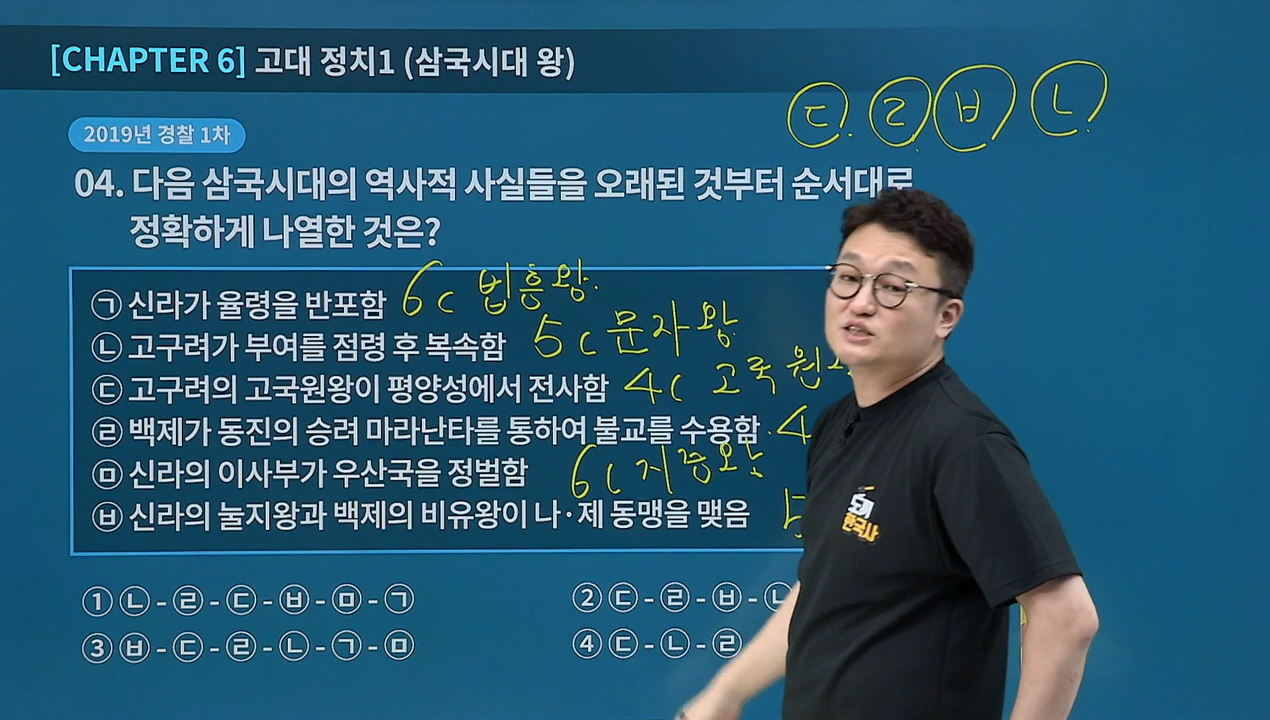 [CHAPTER 6] 고대 정치1 (삼국시대 왕)
ㄷ. ㄹ. ㅂ ㄴ.
2019년 경찰 1차
04. 다음 삼국시대의 역사적 사실들을 오래된 것부터 순서대로
정확하게 나열한 것은?
㉠ 신라가 율령을 반포함 6c 법흥왕.
㉡ 고구려가 부여를 점령 후 복속함 5c 문자왕
㉢ 고구려의 고국원왕이 평양성에서 전사함 4c 고국원
㉣ 백제가 동진의 승려 마라난타를 통하여 불교를 수용함. 4
㉤ 신라의 이사부가 우산국을 정벌함 6c 지증왕
㉥ 신라의 눌지왕과 백제의 비유왕이 나·제 동맹을 맺음 5
① ㉡ - ㉣ - ㉢ - ㉥ - ㉤ - ㉠
② ㉢ - ㉣ - ㉥ - ㉡
③ ㉥ - ㉢ - ㉣ - ㉡ - ㉠ - ㉤
④ ㉢ - ㉡ - ㉣
한국사